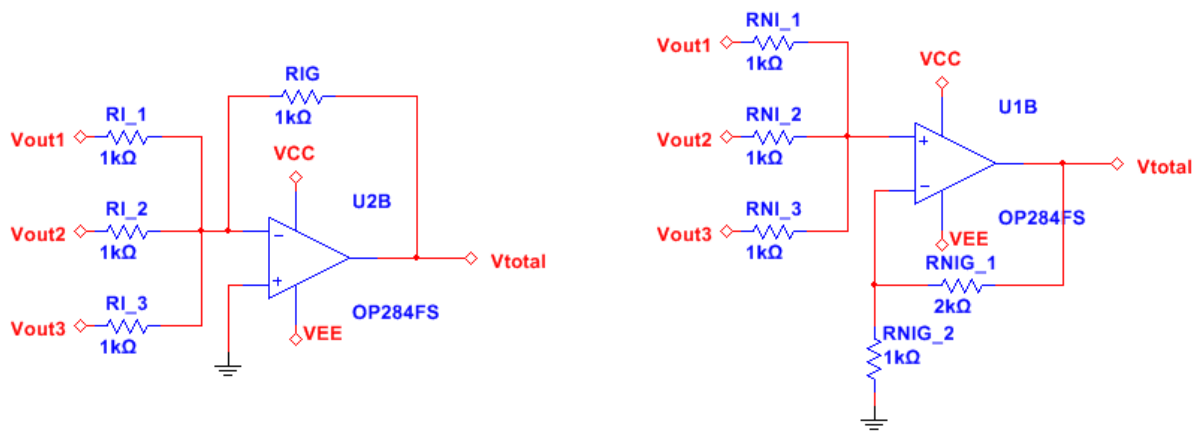 RIG
1kΩ
RI_1
Vout1
1kΩ
VCC
U2B
RI_2
Vout2
1kΩ
Vtotal
RI_3
OP284FS
Vout3
1kΩ
VEE
RNI_1
Vout1
1kΩ
VCC
U1B
RNI_2
Vout2
1kΩ
Vtotal
RNI_3
OP284FS
Vout3
1kΩ
VEE
RNIG_1
2kΩ
RNIG_2
1kΩ